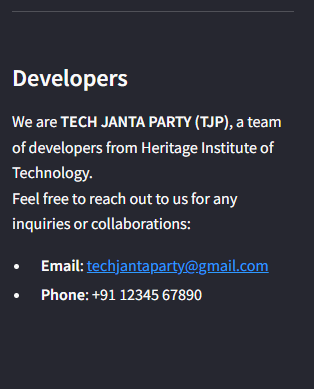 Developers
We are TECH JANTA PARTY (TJP), a team
of developers from Heritage Institute of
Technology.
Feel free to reach out to us for any
inquiries or collaborations:
• Email: techjantaparty@gmail.com
• Phone: +91 12345 67890